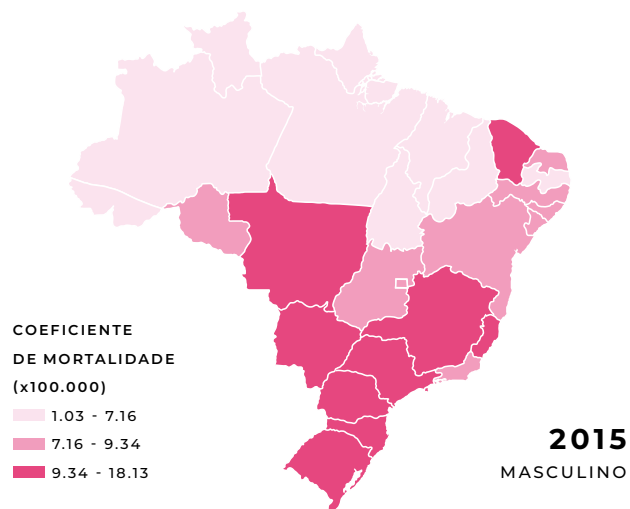 COEFICIENTE
DE MORTALIDADE
(x100.000)
1.03 - 7.16
7.16 - 9.34
9.34 - 18.13
2015
MASCULINO